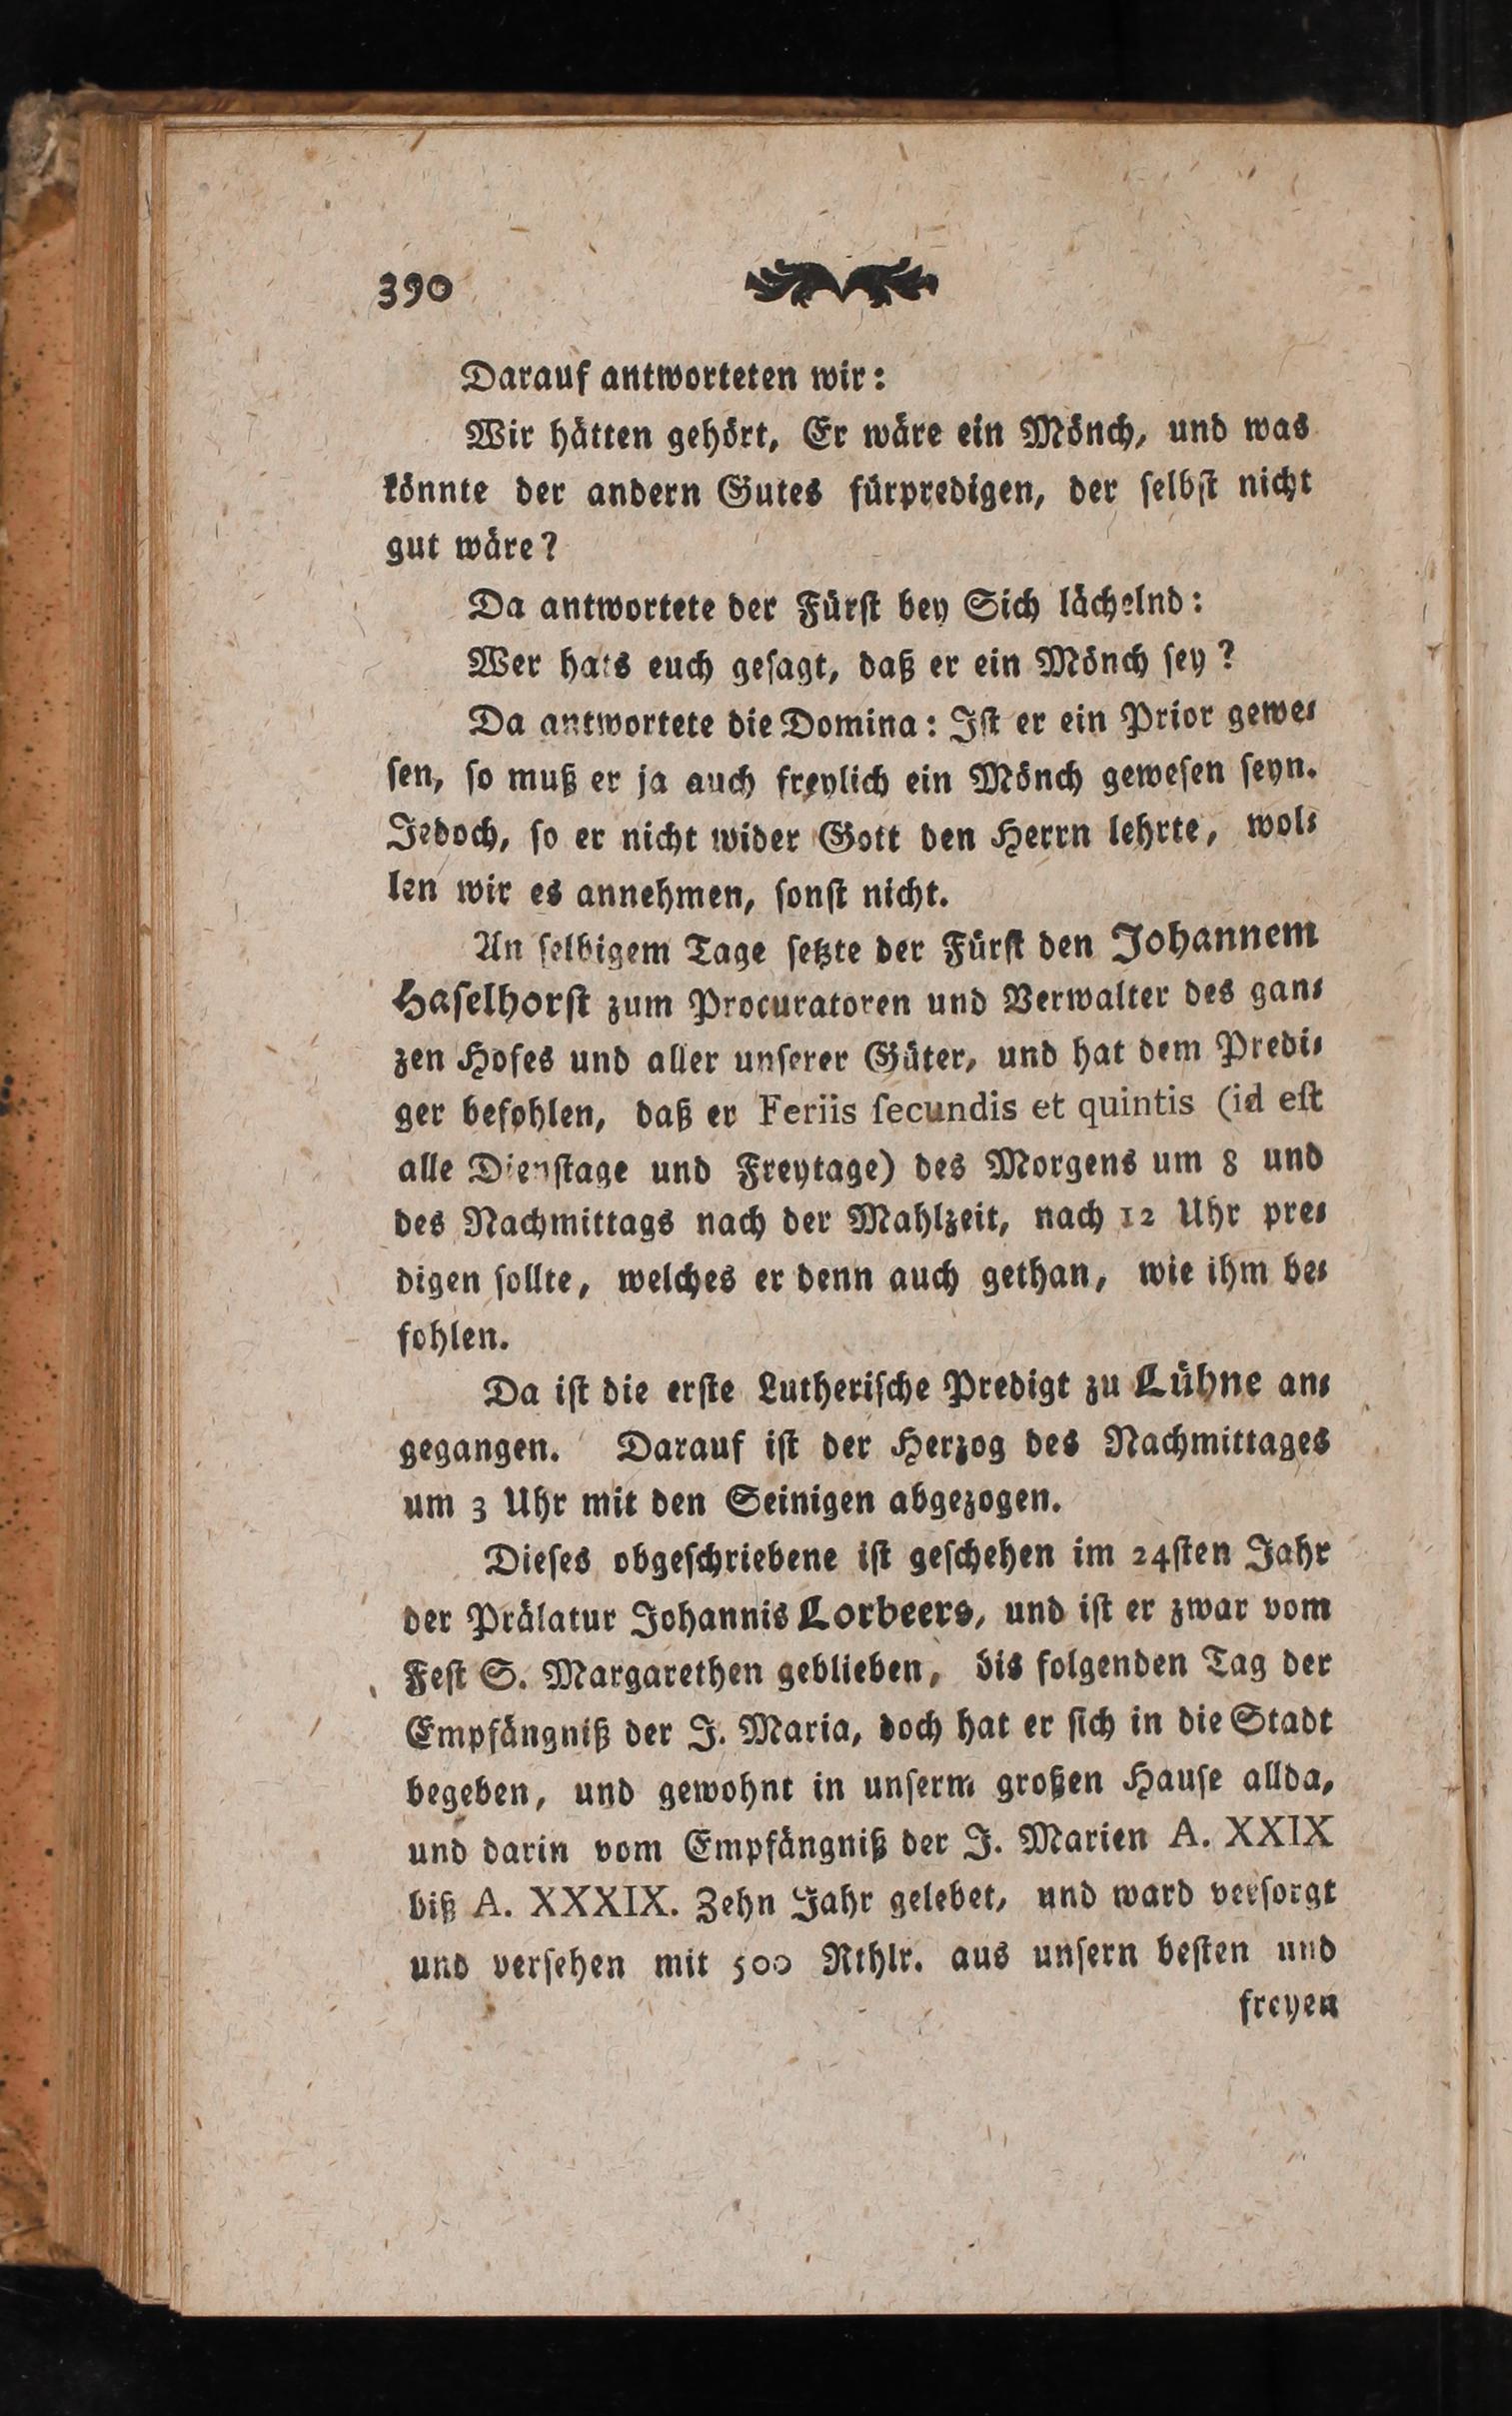 390
Darauf antworteten wir:
Wir hätten gehört, Er wäre ein Mönch, und was
könnte der andern Gutes fürpredigen, der ſelbſt nicht
gut wäre?
Da antwortete der Fürſt bey Sich lächelnd:
Wer hats euch geſagt, daß er ein Mönch ſey?
Da antwortete die Domina: Iſt er ein Prior gewe⸗
ſen, ſo muß er ja auch freylich ein Mönch geweſen ſeyn.
Jedoch, ſo er nicht wider Gott den Herrn lehrte, wol⸗
len wir es annehmen, ſonſt nicht.
An ſelbigem Tage ſetzte der Fürſt den Johannem
Haſelhorſt zum Procuratoren und Verwalter des gan⸗
zen Hofes und aller unſerer Güter, und hat dem Predi⸗
ger befohlen, daß er Feriis ſecundis et quintis (id eſt
alle Dienſtage und Freytage) des Morgens um 8 und
des Nachmittags nach der Mahlzeit, nach 12 Uhr pre⸗
digen ſollte, welches er denn auch gethan, wie ihm be⸗
fohlen.
Da iſt die erſte Lutheriſche Predigt zu Lühne an⸗
gegangen. Darauf iſt der Herzog des Nachmittages
um 3 Uhr mit den Seinigen abgezogen.
Dieſes obgeſchriebene iſt geſchehen im 24ſten Jahr
der Prälatur Johannis Lorbeers, und iſt er zwar vom
Feſt S. Margarethen geblieben, bis folgenden Tag der
Empfängniß der J. Maria, doch hat er ſich in die Stadt
begeben, und gewohnt in unſerm großen Hauſe allda,
und darin vom Empfängniß der J. Marien A. XXIX
biß A. XXXIX. Zehn Jahr gelebet, und ward verſorgt
und verſehen mit 500 Rthlr. aus unſern beſten und
freyen